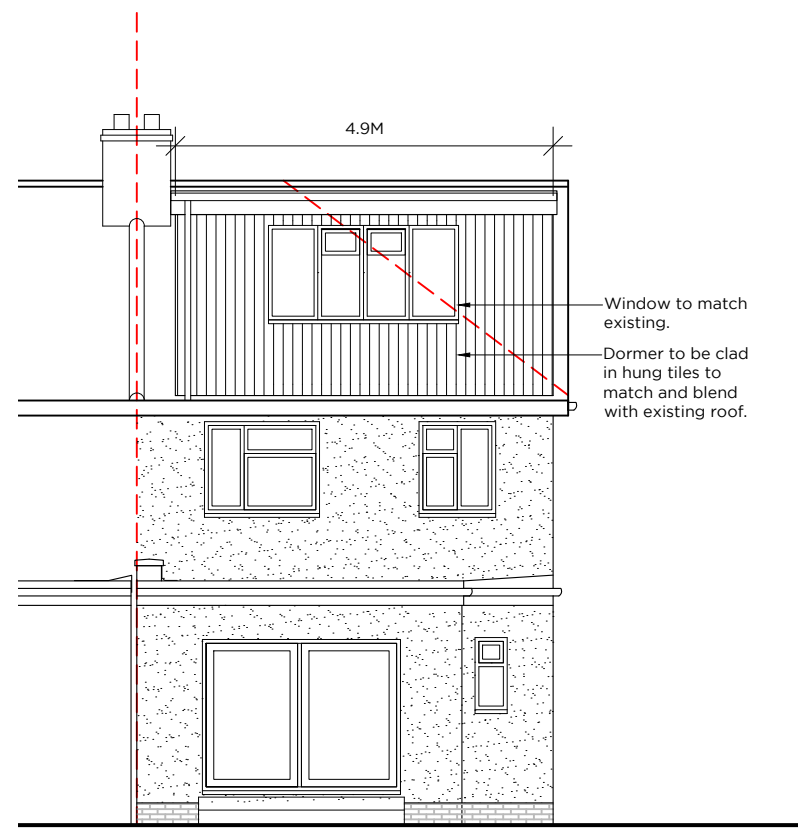 4.9M
Window to match
existing.
Dormer to be clad
in hung tiles to
match and blend
with existing roof.